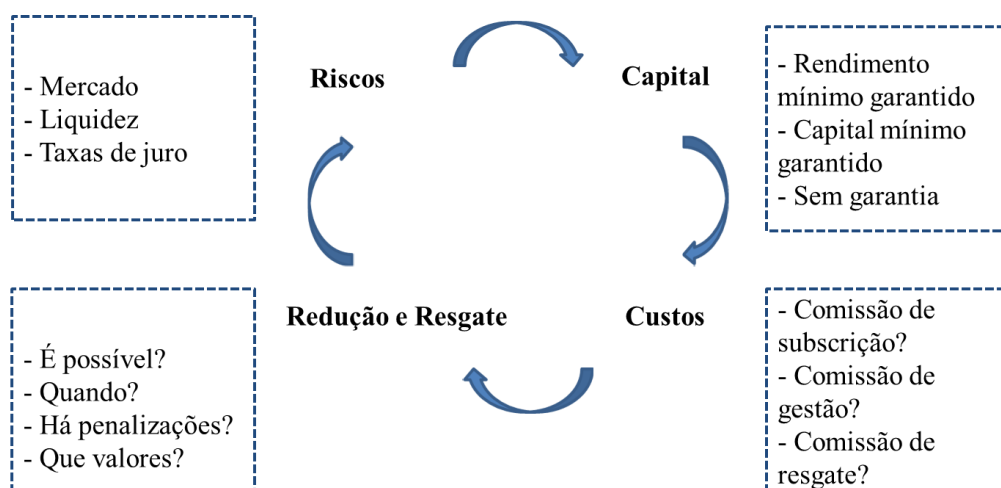 Riscos
- Mercado
- Liquidez
- Taxas de juro
Capital
- Rendimento
mínimo garantido
- Capital mínimo
garantido
- Sem garantia
Redução e Resgate
- É possível?
- Quando?
- Há penalizações?
- Que valores?
Custos
- Comissão de
subscrição?
- Comissão de
gestão?
- Comissão de
resgate?